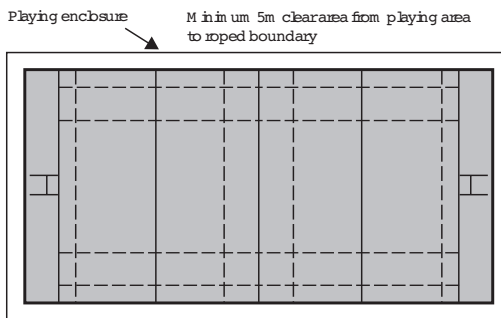 Playing enclosure
Minimum 5m clear area from playing area
to roped boundary